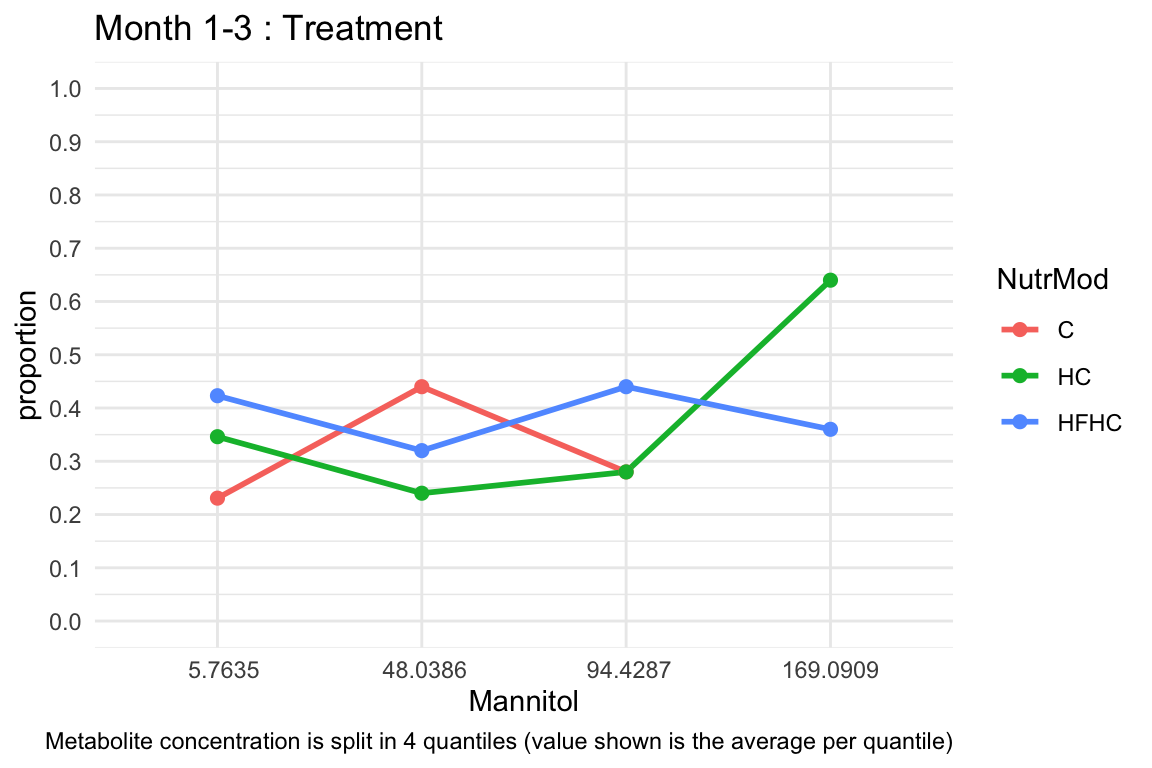 Month 1-3 : Treatment
1.0
0.9
0.8
0.7
0.6
0.5
0.4
0.3
0.2
0.1
0.0
proportion
5.7635 48.0386 94.4287 169.0909
Mannitol
Metabolite concentration is split in 4 quantiles (value shown is the average per quantile)
NutrMod
C
HC
HFHC